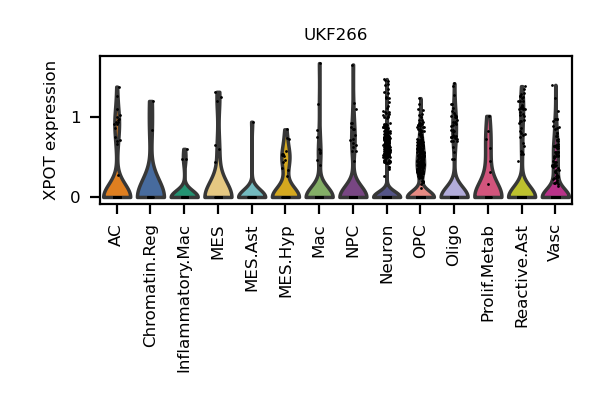 UKF266
XPOT expression
1
0
AC
Chromatin.Reg
Inflammatory.Mac
MES
MES.Ast
MES.Hyp
Mac
NPC
Neuron
OPC
Oligo
Prolif.Metab
Reactive.Ast
Vasc